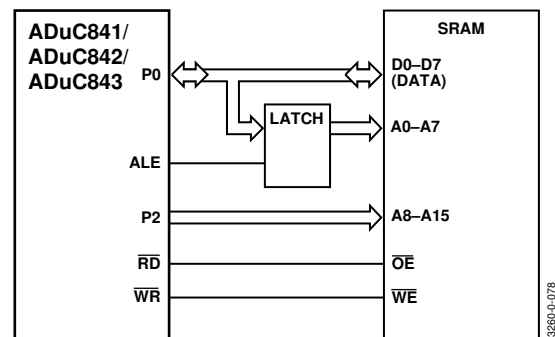 ADuC841/
ADuC842/
ADuC843
SRAM
P0
D0–D7
(DATA)
LATCH
A0–A7
ALE
P2
A8–A15
RD
OE
WR
WE
3260-0-078